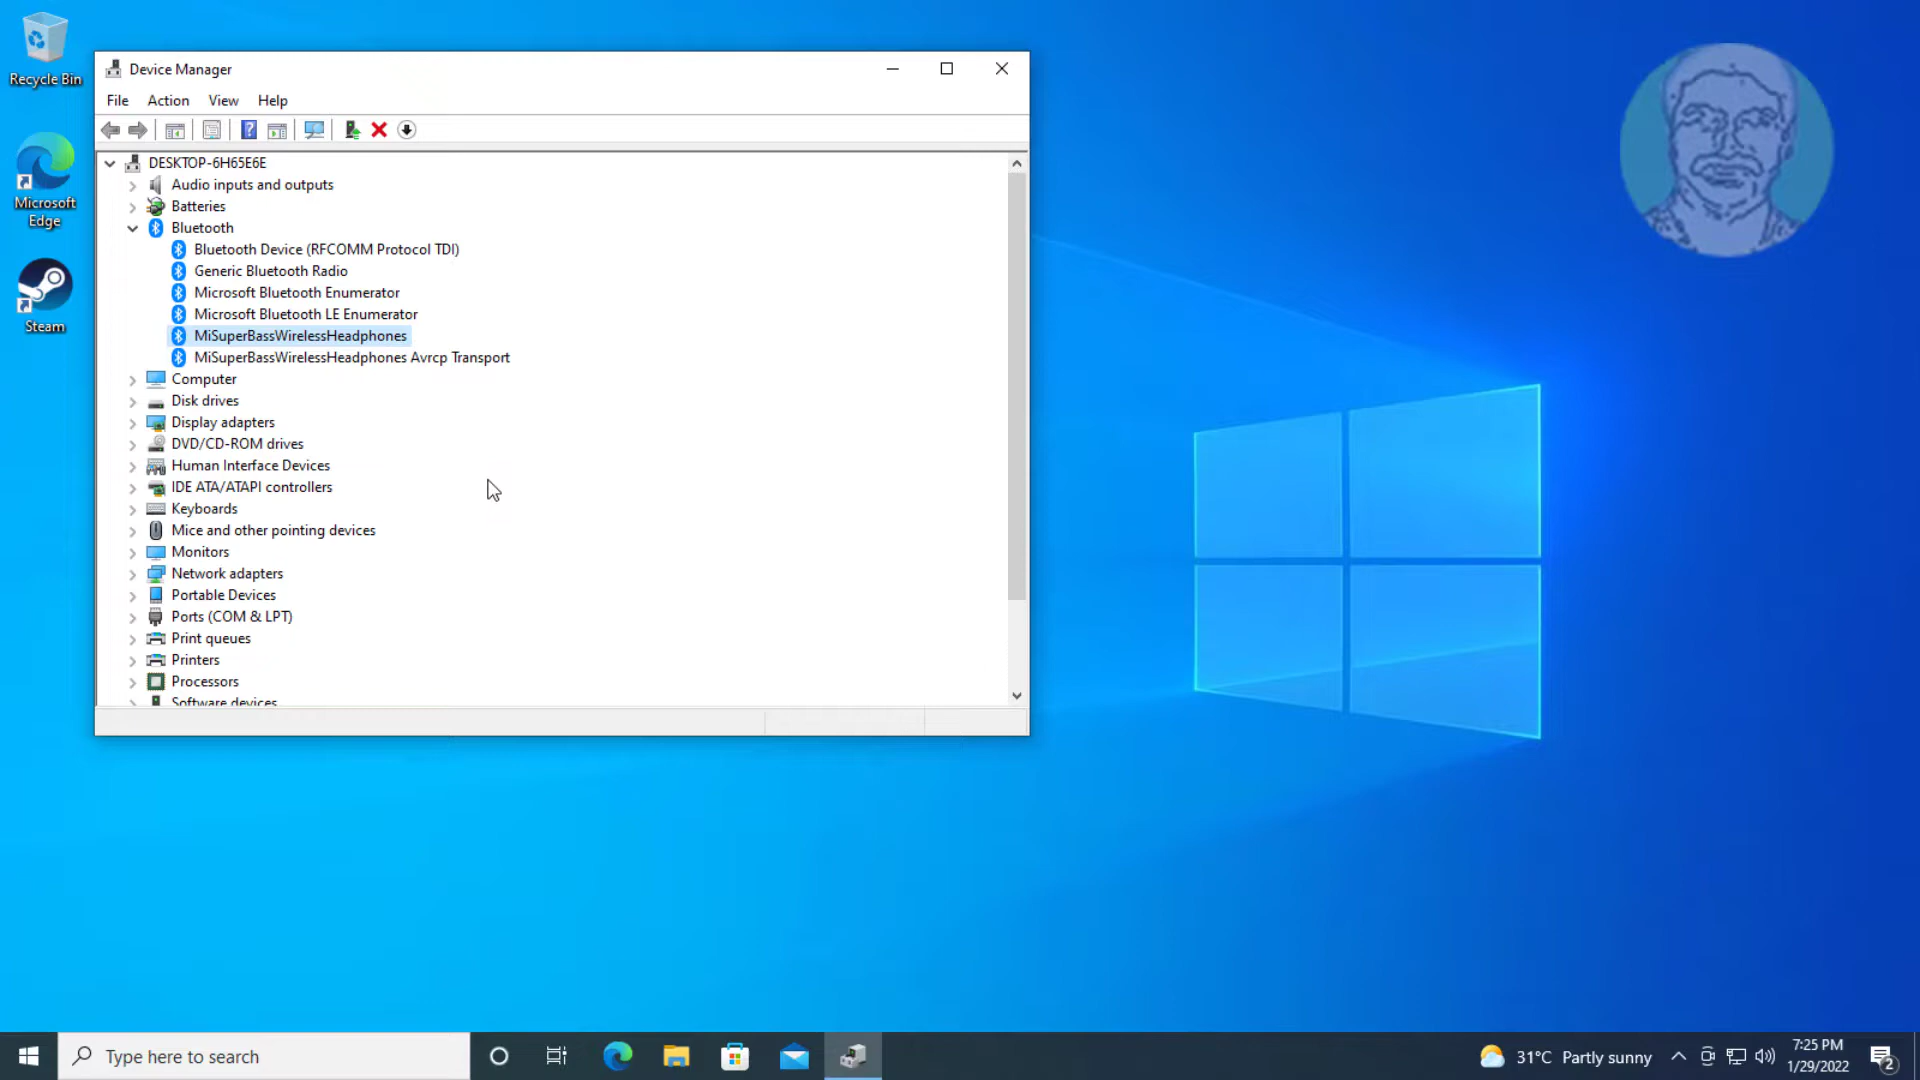 Recycle Bin
Microsoft
Edge
Steam
Device Manager
File Action View Help
DESKTOP-6H65E6E
Audio inputs and outputs
Batteries
Bluetooth
Bluetooth Device (RFCOMM Protocol TDI)
Generic Bluetooth Radio
Microsoft Bluetooth Enumerator
Microsoft Bluetooth LE Enumerator
MiSuperBassWirelessHeadphones
MiSuperBassWirelessHeadphones Avrcp Transport
Computer
Disk drives
Display adapters
DVD/CD-ROM drives
Human Interface Devices
IDE ATA/ATAPI controllers
Keyboards
Mice and other pointing devices
Monitors
Network adapters
Portable Devices
Ports (COM & LPT)
Print queues
Printers
Processors
Software devices
Type here to search
31°C Partly sunny
7:25 PM
1/29/2022
2